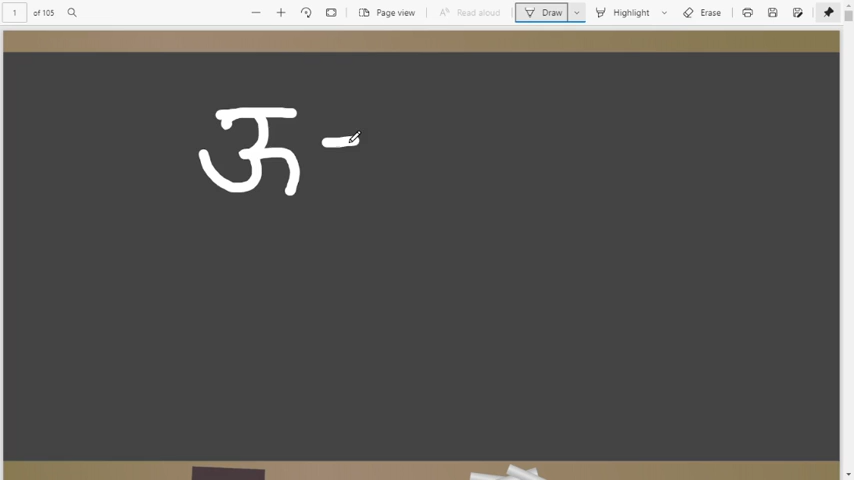 1 of 105 Page view Read aloud Draw Highlight Erase
ऊ -